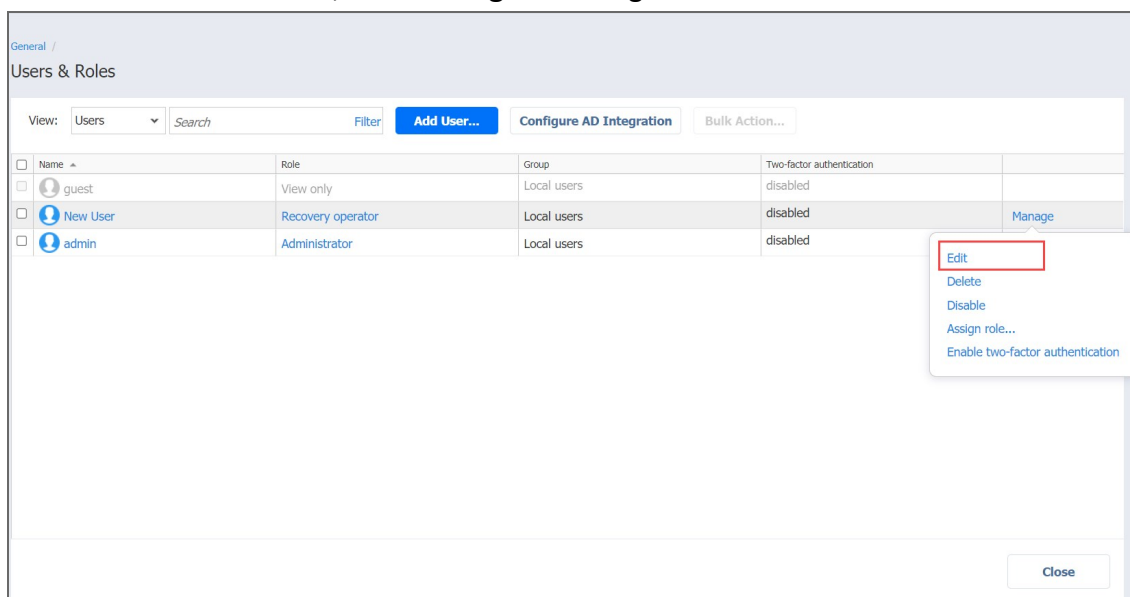 General /
Users & Roles
View: Users Search Filter Add User... Configure AD Integration Bulk Action...
Name Role Group Two-factor authentication
guest View only Local users disabled
New User Recovery operator Local users disabled Manage
admin Administrator Local users disabled
Edit
Delete
Disable
Assign role...
Enable two-factor authentication
Close